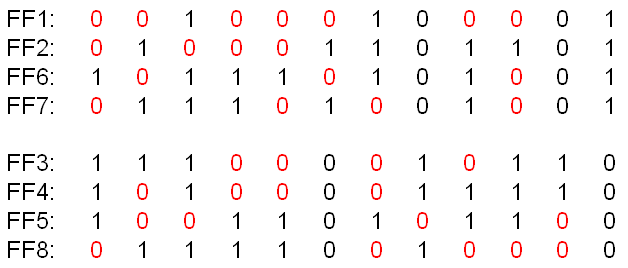 FF1: 0 0 1 0 0 0 1 0 0 0 0 1
FF2: 0 1 0 0 0 1 1 0 1 1 0 1
FF6: 1 0 1 1 1 0 1 0 1 0 0 1
FF7: 0 1 1 1 0 1 0 0 1 0 0 1
FF3: 1 1 1 0 0 0 0 1 0 1 1 0
FF4: 1 0 1 0 0 0 0 1 1 1 1 0
FF5: 1 0 0 1 1 0 1 0 1 1 0 0
FF8: 0 1 1 1 1 0 0 1 0 0 0 0